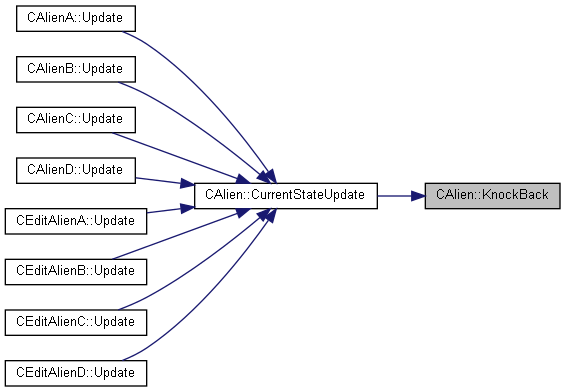 CAlienA::Update
CAlienB::Update
CAlienC::Update
CAlienD::Update
CEditAlienA::Update
CEditAlienB::Update
CEditAlienC::Update
CEditAlienD::Update
CAlien::CurrentStateUpdate
CAlien::KnockBack